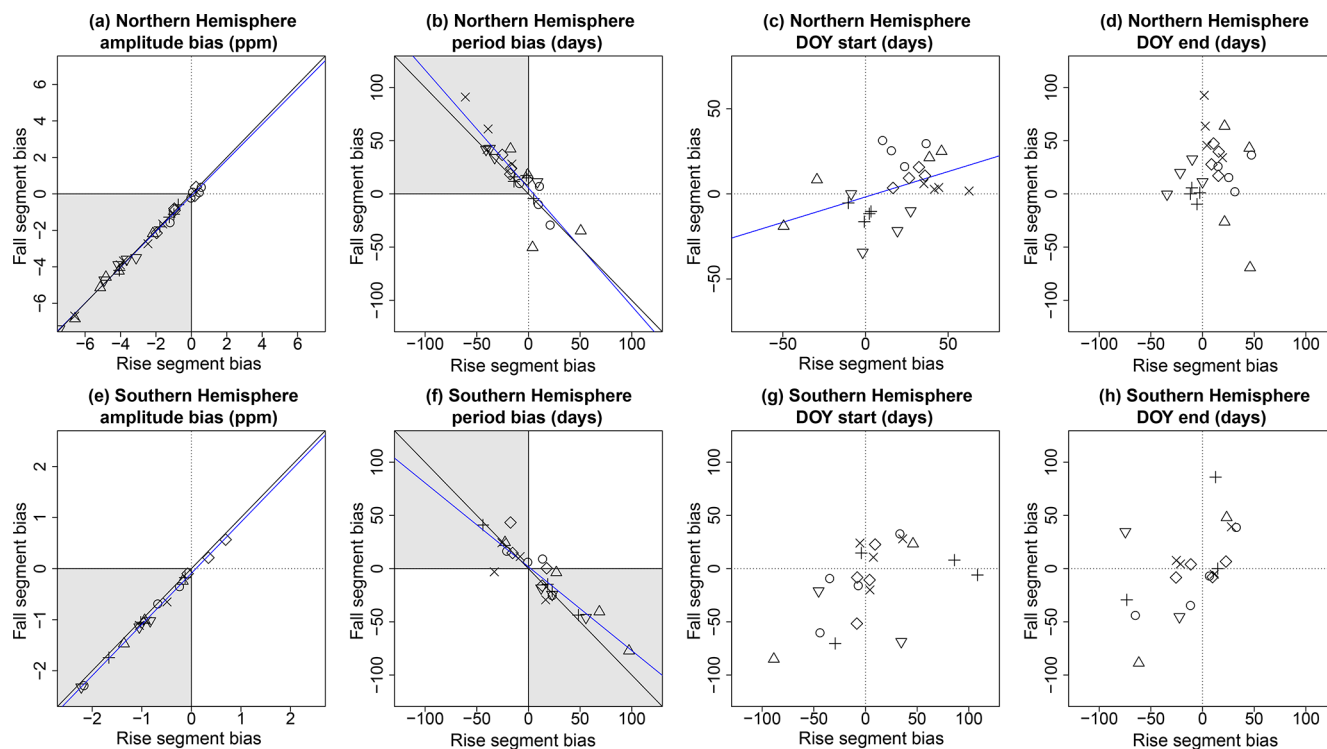 (a) Northern Hemisphere
amplitude bias (ppm)
Fall segment bias
6
4
2
0
−2
−4
−6
−6 −4 −2 0 2 4 6
Rise segment bias
(b) Northern Hemisphere
period bias (days)
Fall segment bias
100
50
0
−50
−100
−100 −50 0 50 100
Rise segment bias
(c) Northern Hemisphere
DOY start (days)
Fall segment bias
50
0
−50
−50 0 50
Rise segment bias
(d) Northern Hemisphere
DOY end (days)
Fall segment bias
100
50
0
−50
−100
−100 −50 0 50 100
Rise segment bias
(e) Southern Hemisphere
amplitude bias (ppm)
Fall segment bias
2
1
0
−1
−2
−2 −1 0 1 2
Rise segment bias
(f) Southern Hemisphere
period bias (days)
Fall segment bias
100
50
0
−50
−100
−100 −50 0 50 100
Rise segment bias
(g) Southern Hemisphere
DOY start (days)
Fall segment bias
100
50
0
−50
−100
−100 −50 0 50 100
Rise segment bias
(h) Southern Hemisphere
DOY end (days)
Fall segment bias
100
50
0
−50
−100
−100 −50 0 50 100
Rise segment bias